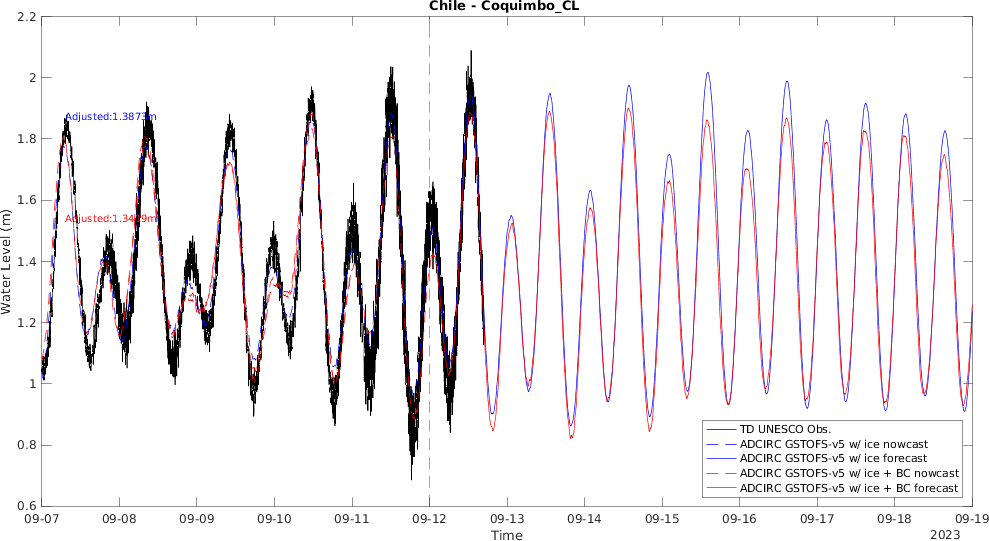 Chile - Coquimbo_CL
2.2
2
1.8
1.6
1.4
1.2
1
0.8
0.6
Water Level (m)
Adjusted:1.3873m
TD UNESCO Obs.
ADCIRC GSTOFS-v5 w/ ice nowcast
ADCIRC GSTOFS-v5 w/ ice forecast
ADCIRC GSTOFS-v5 w/ ice + BC nowcast
ADCIRC GSTOFS-v5 w/ ice + BC forecast
09-07 09-08 09-09 09-10 09-11 09-12 09-13 09-14 09-15 09-16 09-17 09-18 09-19
Time
2023